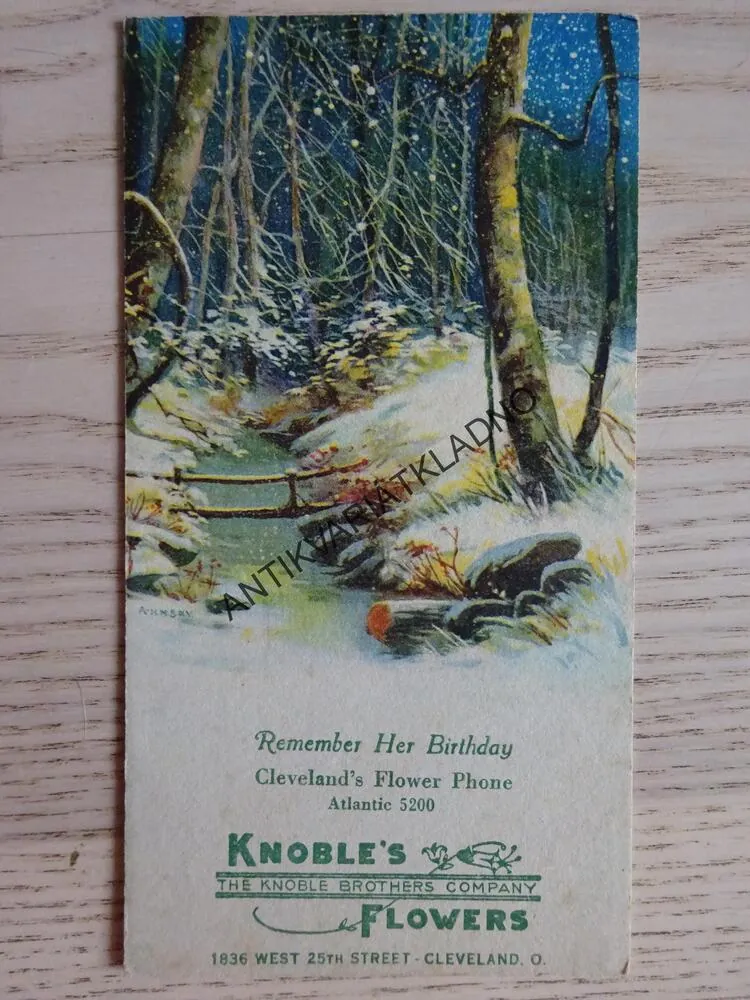 ANTIKVARIATKLADNO
Remember Her Birthday
Cleveland's Flower Phone
Atlantic 5200
KNOBLE'S
THE KNOBLE BROTHERS COMPANY
FLOWERS
1836 WEST 25TH STREET - CLEVELAND, O.